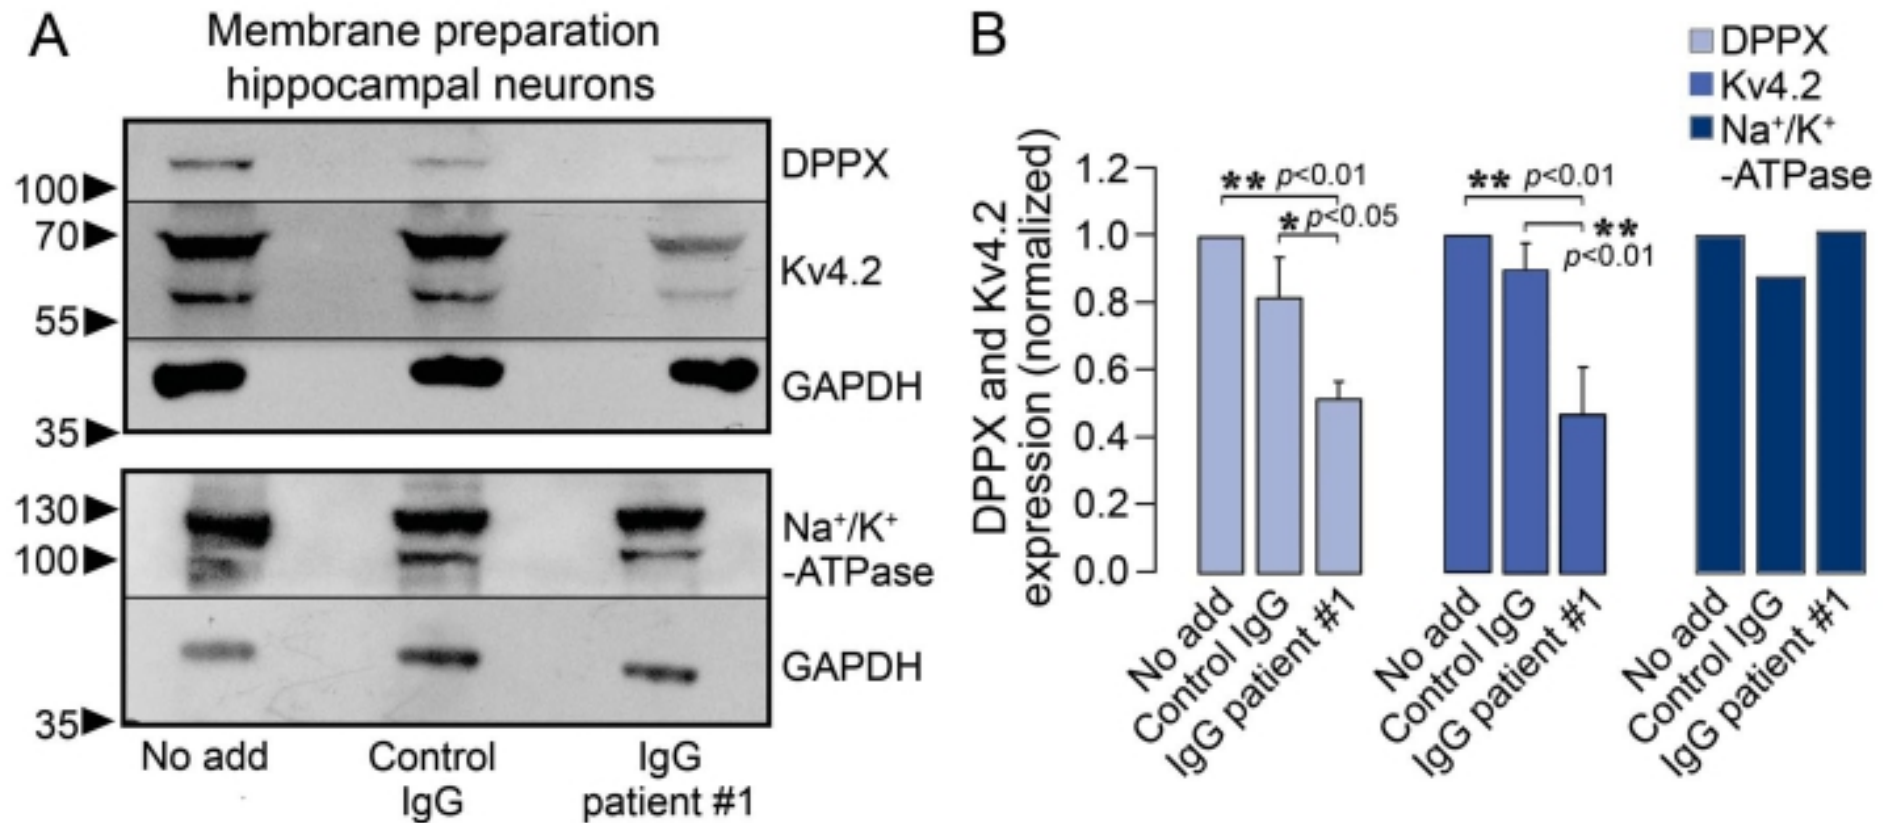 A
Membrane preparation
hippocampal neurons
DPPX
100
70
Kv4.2
55
GAPDH
35
130
Na⁺/K⁺
-ATPase
100
GAPDH
35
No add
Control
IgG
IgG
patient #1
B
DPPX
Kv4.2
Na⁺/K⁺
-ATPase
DPPX and Kv4.2
expression (normalized)
1.2
1.0
0.8
0.6
0.4
0.2
0.0
** p<0.01
* p<0.05
** p<0.01
**
p<0.01
No add
Control IgG
IgG patient #1
No add
Control IgG
IgG patient #1
No add
Control IgG
IgG patient #1